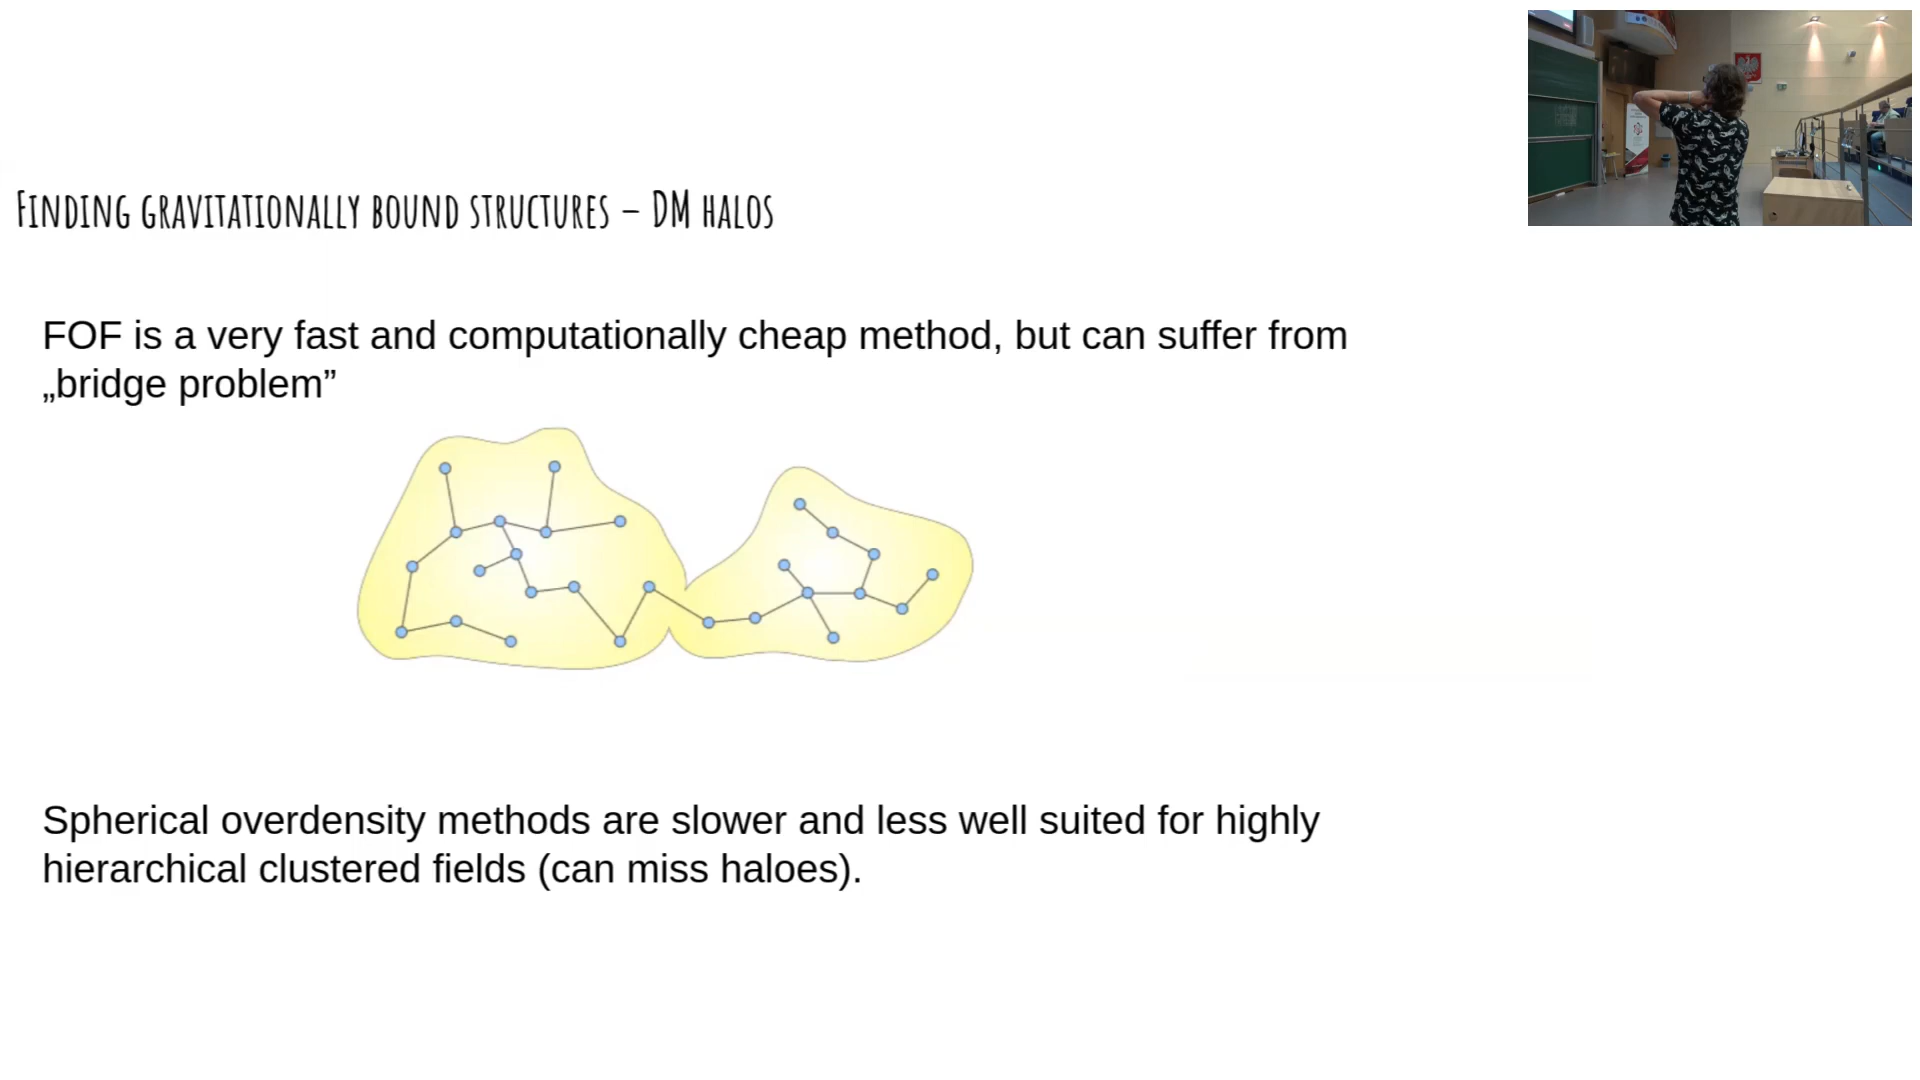 FINDING GRAVITATIONALLY BOUND STRUCTURES – DM HALOS
FOF is a very fast and computationally cheap method, but can suffer from
„bridge problem”
Spherical overdensity methods are slower and less well suited for highly
hierarchical clustered fields (can miss haloes).